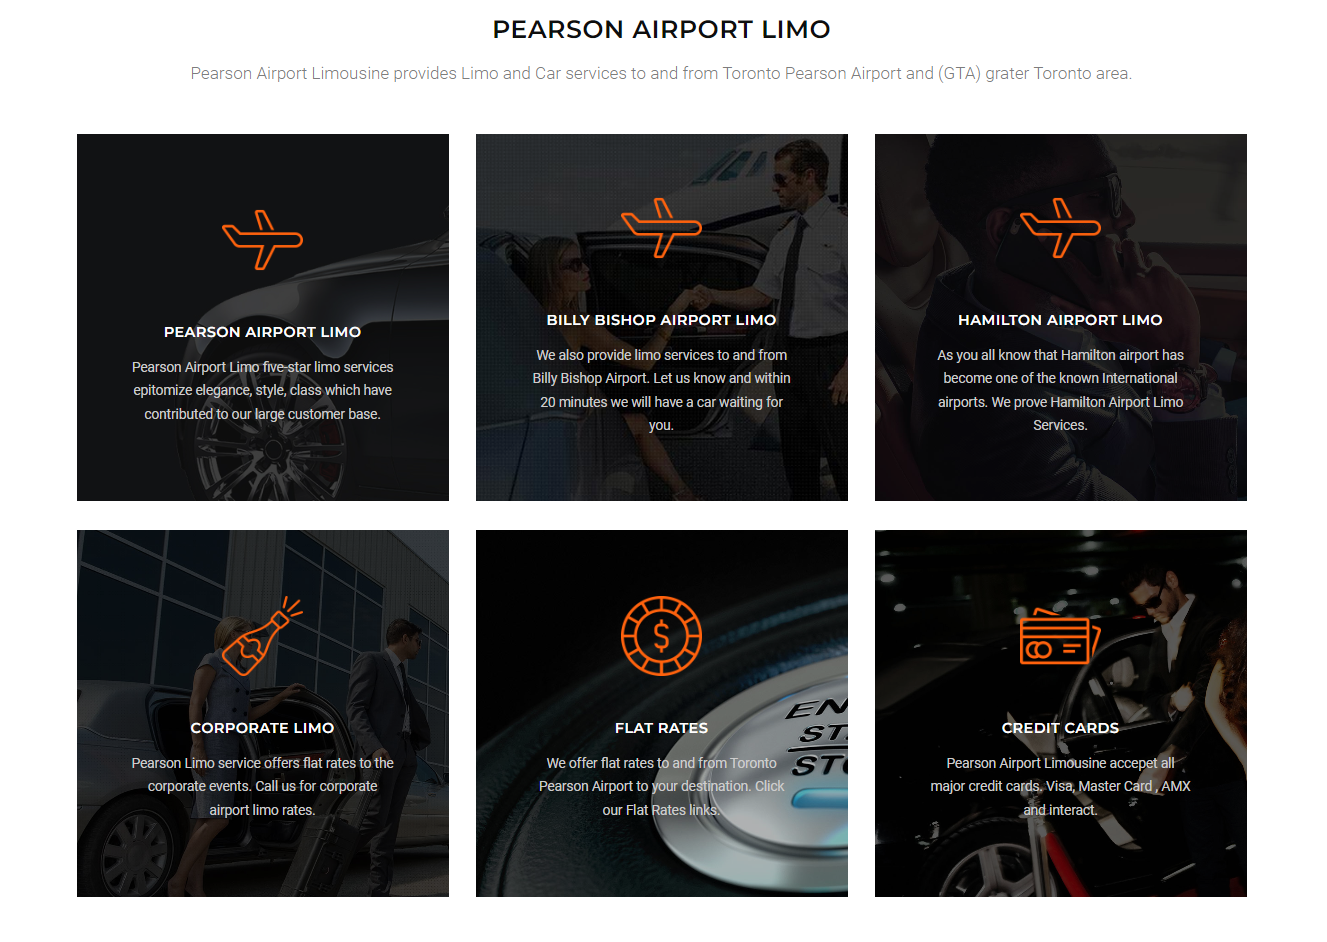 PEARSON AIRPORT LIMO
Pearson Airport Limousine provides Limo and Car services to and from Toronto Pearson Airport and (GTA) grater Toronto area.
PEARSON AIRPORT LIMO
Pearson Airport Limo five-star limo services
epitomize elegance, style, class which have
contributed to our large customer base.
BILLY BISHOP AIRPORT LIMO
We also provide limo services to and from
Billy Bishop Airport. Let us know and within
20 minutes we will have a car waiting for
you.
HAMILTON AIRPORT LIMO
As you all know that Hamilton airport has
become one of the known International
airports. We prove Hamilton Airport Limo
Services.
CORPORATE LIMO
Pearson Limo service offers flat rates to the
corporate events. Call us for corporate
airport limo rates.
FLAT RATES
We offer flat rates to and from Toronto
Pearson Airport to your destination. Click
our Flat Rates links.
CREDIT CARDS
Pearson Airport Limousine accepet all
major credit cards. Visa, Master Card , AMX
and interact.